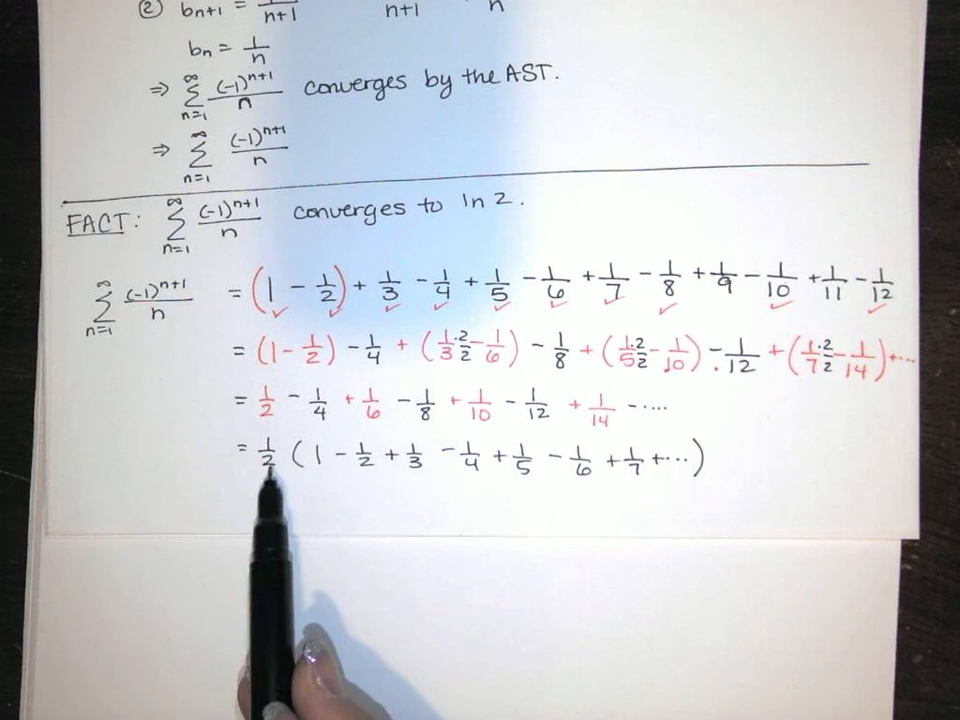 ② bn+1 = 1/n+1 n+1 n
bn = 1/n
⇒ ∞ Σ n=1 (-1)^n+1/n converges by the AST.
⇒ ∞ Σ n=1 (-1)^n+1/n
FACT: ∞ Σ n=1 (-1)^n+1/n converges to ln 2.
∞ Σ n=1 (-1)^n+1/n = (1 - 1/2) + 1/3 - 1/4 + 1/5 - 1/6 + 1/7 - 1/8 + 1/9 - 1/10 + 1/11 - 1/12
= (1 - 1/2) - 1/4 + (1/3·2/2 - 1/6) - 1/8 + (1/5·2/2 - 1/10) - 1/12 + (1/7·2/2 - 1/14) + ···
= 1/2 - 1/4 + 1/6 - 1/8 + 1/10 - 1/12 + 1/14 - ····
= 1/2 (1 - 1/2 + 1/3 - 1/4 + 1/5 - 1/6 + 1/7 + ···)